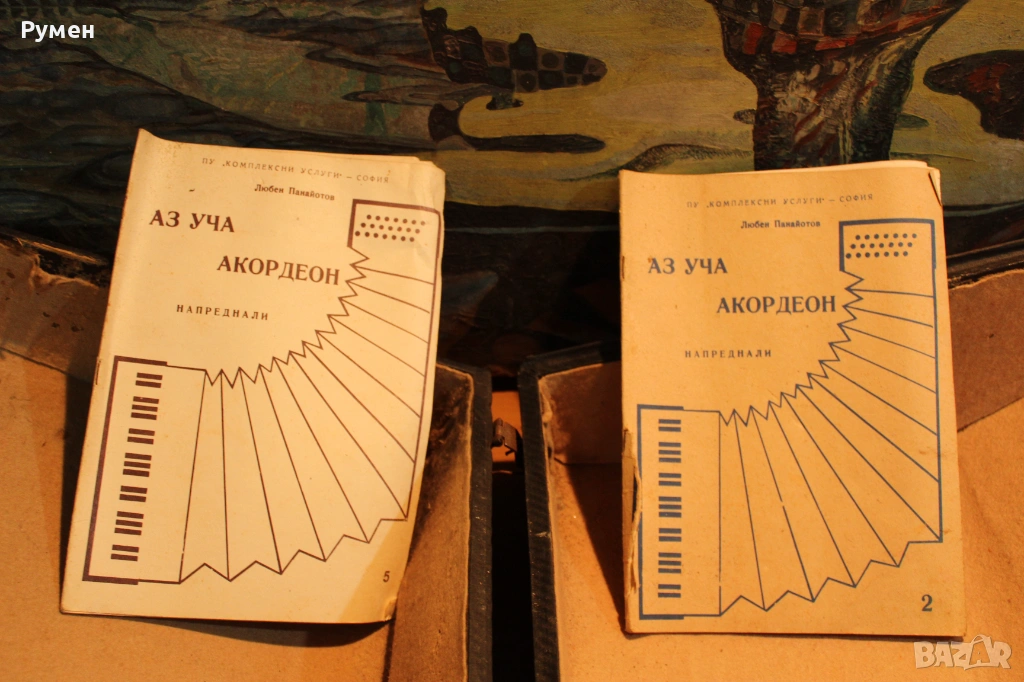 Румен
ПУ „КОМПЛЕКСНИ УСЛУГИ" – СОФИЯ
Любен Панайотов
АЗ УЧА
АКОРДЕОН
НАПРЕДНАЛИ
5
ПУ „КОМПЛЕКСНИ УСЛУГИ" – СОФИЯ
Любен Панайотов
АЗ УЧА
АКОРДЕОН
НАПРЕДНАЛИ
2
BAZAR